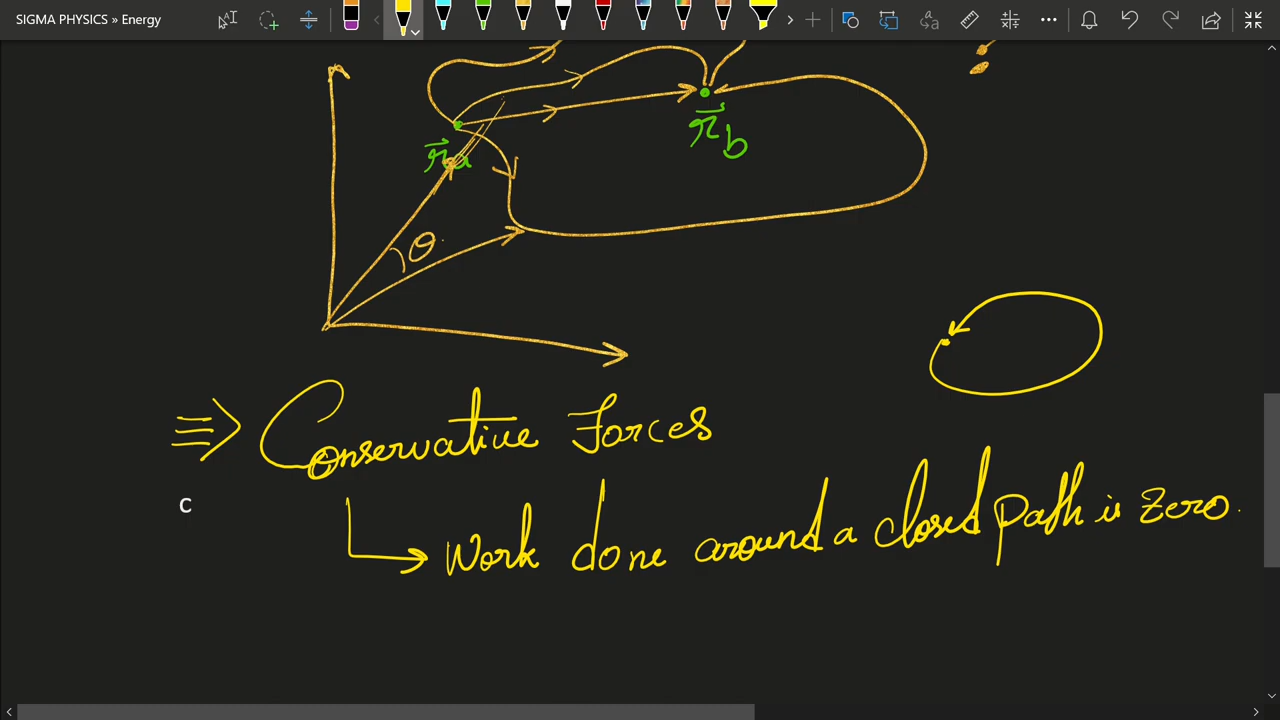 SIGMA PHYSICS » Energy
r⃗a
r⃗b
θ
⇒ Conservative Forces
c
↳ Work done around a closed path is Zero.